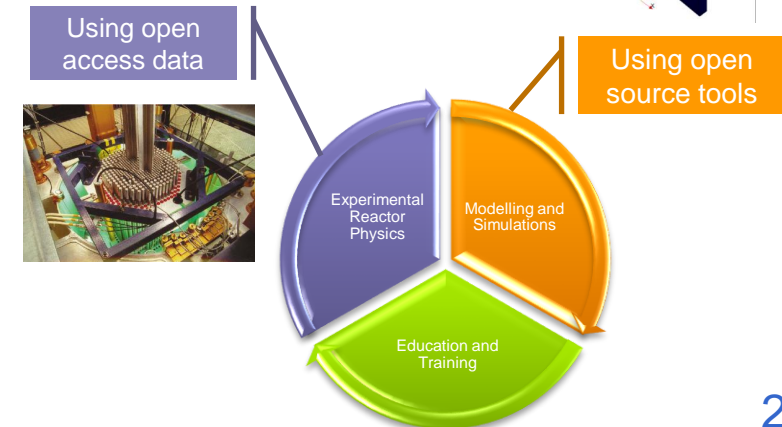 Using open
access data
Using open
source tools
Experimental
Reactor
Physics
Modelling and
Simulations
Education and
Training
2